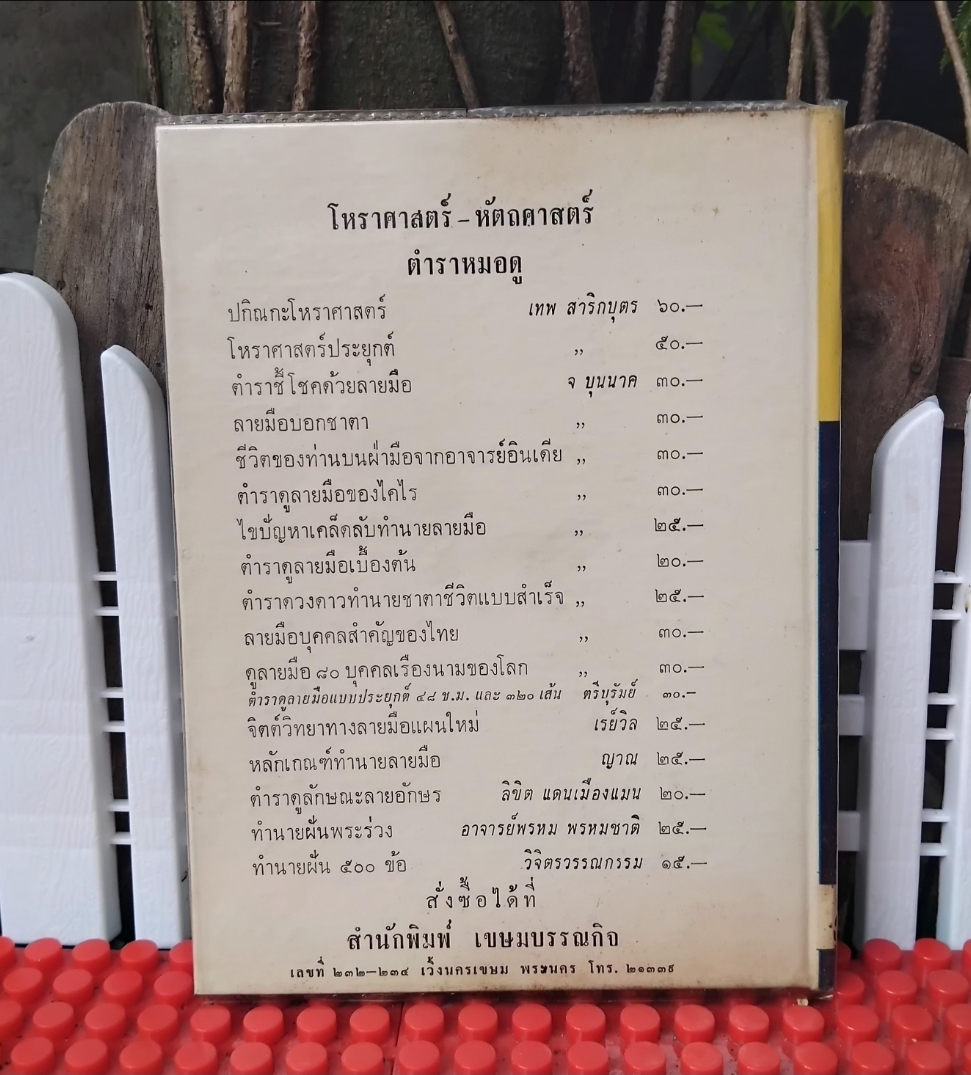 โหราศาสตร์ – หัตถศาสตร์
ตำราหมอดู
ปกิณกะโหราศาสตร์ เทพ สาริกบุตร ๖๐.—
โหราศาสตร์ประยุกต์ ,, ๕๐.—
ตำราชี้โชคด้วยลายมือ จ บุนนาค ๓๐.—
ลายมือบอกชาตา ,, ๓๐.—
ชีวิตของท่านบนฝ่ามือจากอาจารย์อินเดีย ,, ๓๐.—
ตำราดูลายมือของไคไร ,, ๓๐.—
ไขปัญหาเคล็ดลับทำนายลายมือ ,, ๒๕.—
ตำราดูลายมือเบื้องต้น ,, ๒๐.—
ตำราดวงดาวทำนายชาตาชีวิตแบบสำเร็จ ,, ๒๕.—
ลายมือบุคคลสำคัญของไทย ,, ๓๐.—
ดูลายมือ ๘๐ บุคคลเรืองนามของโลก ,, ๓๐.—
ตำราดูลายมือแบบประยุกต์ ๔๘ ช.ม. และ ๓๒๐ เส้น ตรีบุรัมย์ ๓๐.–
จิตต์วิทยาทางลายมือแผนใหม่ เรย์วิล ๒๕.—
หลักเกณฑ์ทำนายลายมือ ญาณ ๒๕.—
ตำราดูลักษณะลายอักษร ลิขิต แดนเมืองแมน ๒๐.—
ทำนายฝันพระร่วง อาจารย์พรหม พรหมชาติ ๒๕.—
ทำนายฝัน ๕๐๐ ข้อ วิจิตรวรรณกรรม ๑๕.—
สั่งซื้อได้ที่
สำนักพิมพ์ เขษมบรรณกิจ
เลขที่ ๒๓๒—๒๓๔ เวิ้งนครเขษม พระนคร โทร. ๒๑๓๓๙